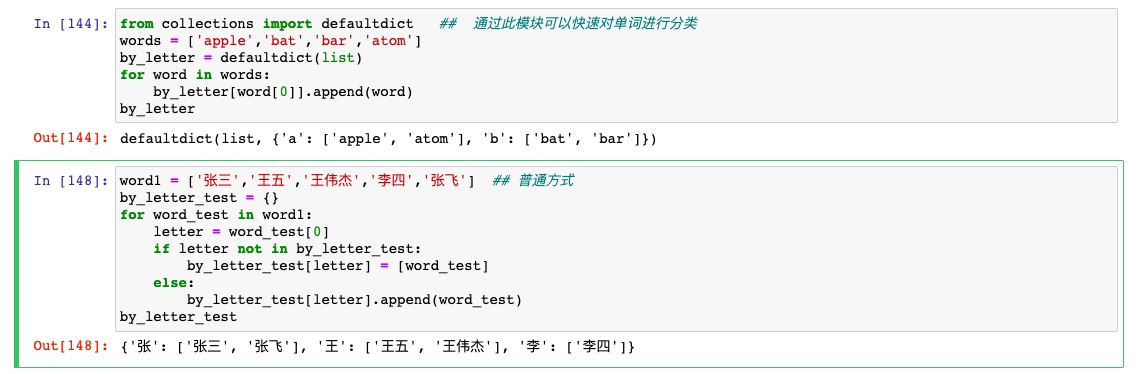 In [144]: from collections import defaultdict   ##  通过此模块可以快速对单词进行分类
words = ['apple','bat','bar','atom']
by_letter = defaultdict(list)
for word in words:
    by_letter[word[0]].append(word)
by_letter
Out[144]: defaultdict(list, {'a': ['apple', 'atom'], 'b': ['bat', 'bar']})
In [148]: word1 = ['张三','王五','王伟杰','李四','张飞']  ## 普通方式
by_letter_test = {}
for word_test in word1:
    letter = word_test[0]
    if letter not in by_letter_test:
        by_letter_test[letter] = [word_test]
    else:
        by_letter_test[letter].append(word_test)
by_letter_test
Out[148]: {'张': ['张三', '张飞'], '王': ['王五', '王伟杰'], '李': ['李四']}